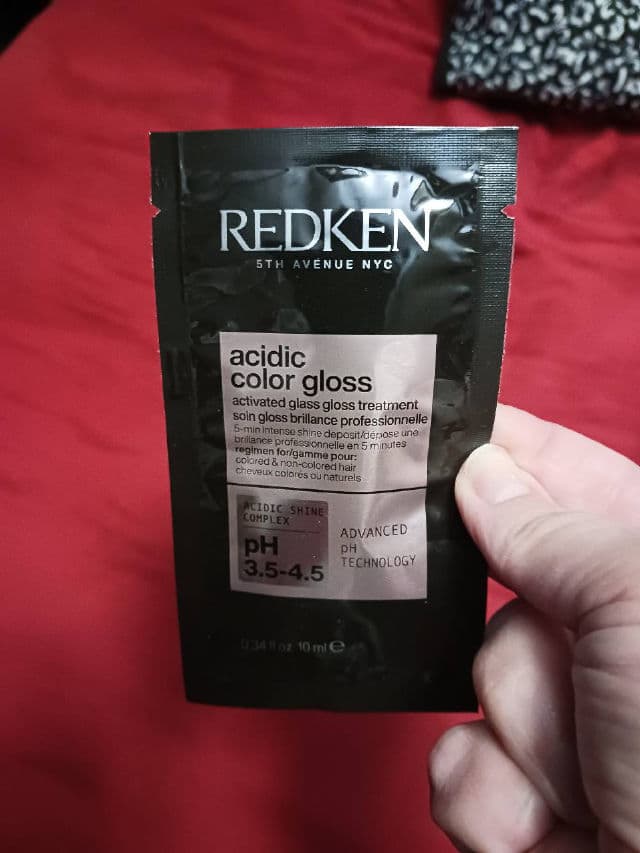 REDKEN
5TH AVENUE NYC
acidic
color gloss
activated glass gloss treatment
soin gloss brillance professionnelle
5-min intense shine deposit/dépose une
brillance professionnelle en 5 minutes
regimen for/gamme pour:
colored & non-colored hair
cheveux colorés ou naturels
ACIDIC SHINE
COMPLEX
pH
3.5-4.5
ADVANCED
pH
TECHNOLOGY
0.34 fl oz 10 ml e